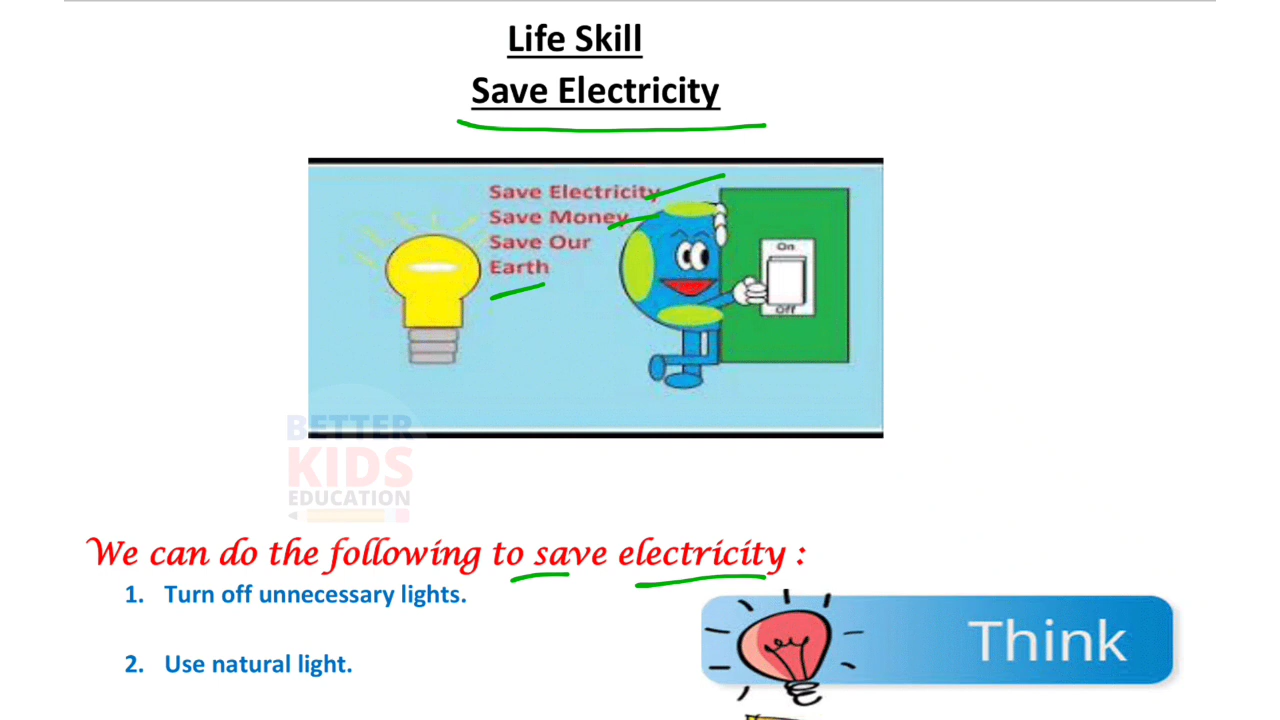 Life Skill
Save Electricity
Save Electricity
Save Money
Save Our
Earth
On
Off
BETTER
KIDS
EDUCATION
We can do the following to save electricity :
1. Turn off unnecessary lights.
2. Use natural light.
Think